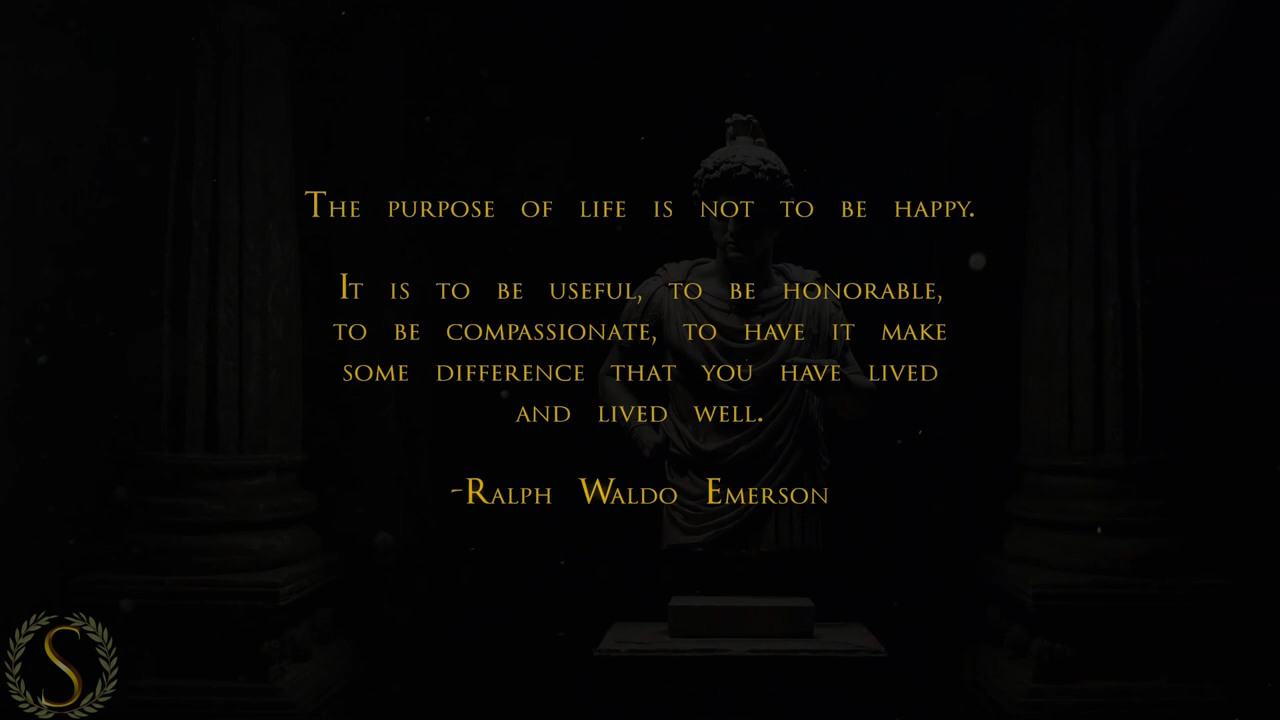 The purpose of life is not to be happy.
It is to be useful, to be honorable,
to be compassionate, to have it make
some difference that you have lived
and lived well.
-Ralph Waldo Emerson
S